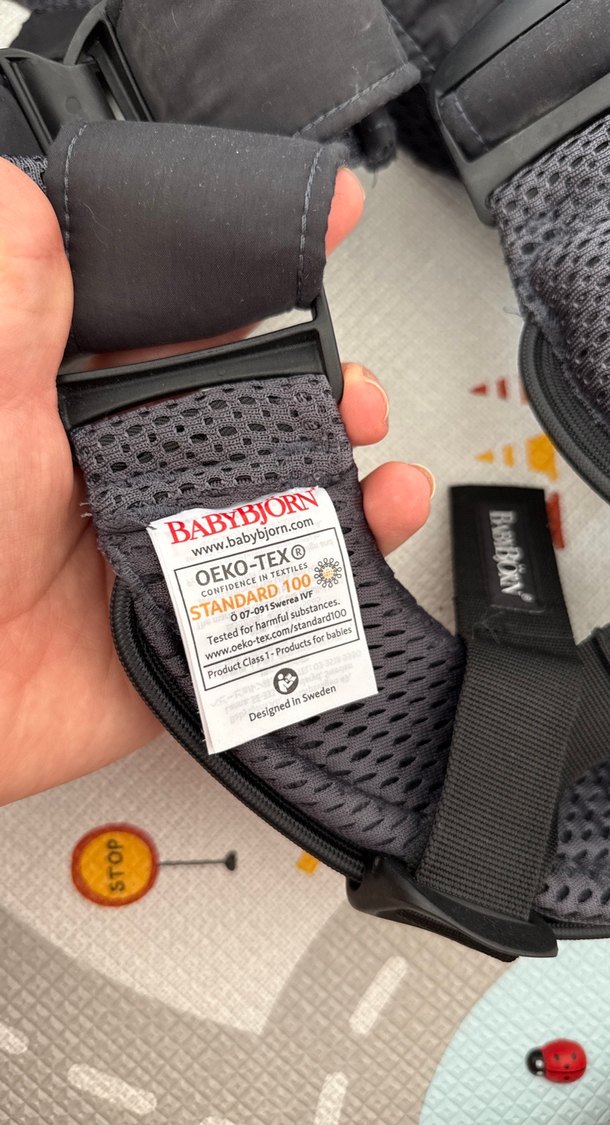 BABYBJÖRN®
www.babybjorn.com
OEKO-TEX®
CONFIDENCE IN TEXTILES
STANDARD 100
Ö 07-091 Swerea IVF
Tested for harmful substances.
www.oeko-tex.com/standard100
Product Class 1 - Products for babies
Designed in Sweden
BABYBJÖRN®
STOP